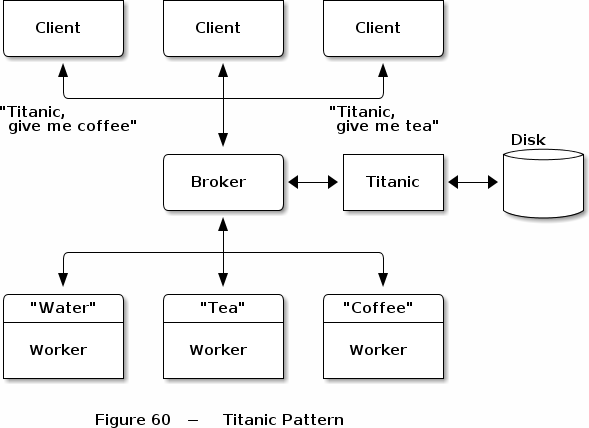 Client
Client
Client
"Titanic,
give me coffee"
"Titanic,
give me tea"
Disk
Broker
Titanic
"Water"
"Tea"
"Coffee"
Worker
Worker
Worker
Figure 60 – Titanic Pattern